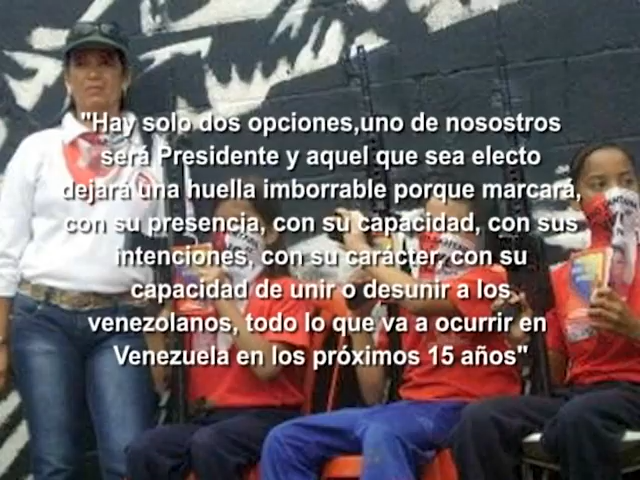 "Hay solo dos opciones,uno de nosostros
será Presidente y aquel que sea electo
dejará una huella imborrable porque marcará,
con su presencia, con su capacidad, con sus
intenciones, con su carácter, con su
capacidad de unir o desunir a los
venezolanos, todo lo que va a ocurrir en
Venezuela en los próximos 15 años"